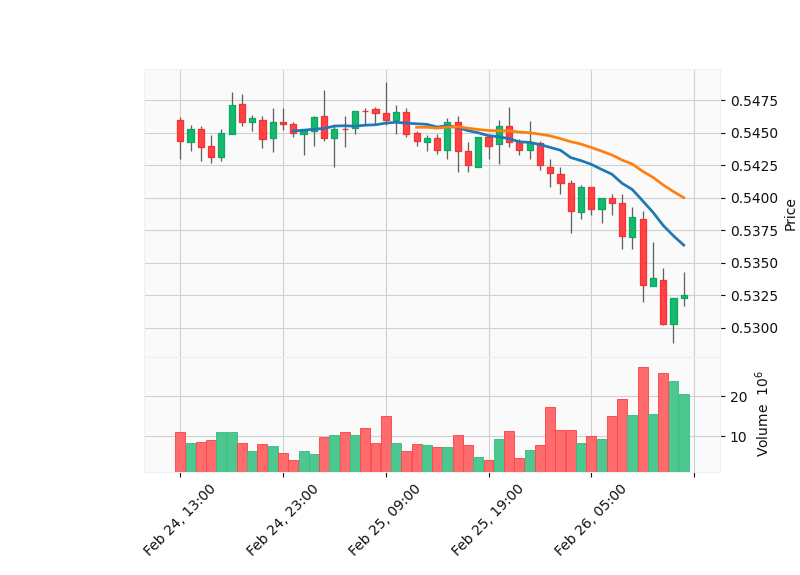 0.5475
0.5450
0.5425
0.5400
0.5375
0.5350
0.5325
0.5300
Price
20
10
Volume 10^6
Feb 24, 13:00
Feb 24, 23:00
Feb 25, 09:00
Feb 25, 19:00
Feb 26, 05:00